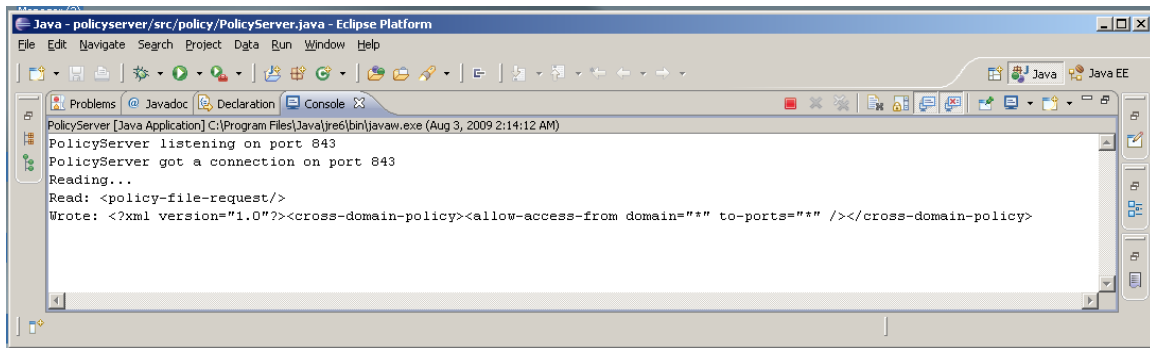 Java - policyserver/src/policy/PolicyServer.java - Eclipse Platform
File Edit Navigate Search Project Data Run Window Help
Java Java EE
Problems @ Javadoc Declaration Console
PolicyServer [Java Application] C:\Program Files\Java\jre6\bin\javaw.exe (Aug 3, 2009 2:14:12 AM)
PolicyServer listening on port 843
PolicyServer got a connection on port 843
Reading...
Read: <policy-file-request/>
Wrote: <?xml version="1.0"?><cross-domain-policy><allow-access-from domain="*" to-ports="*" /></cross-domain-policy>